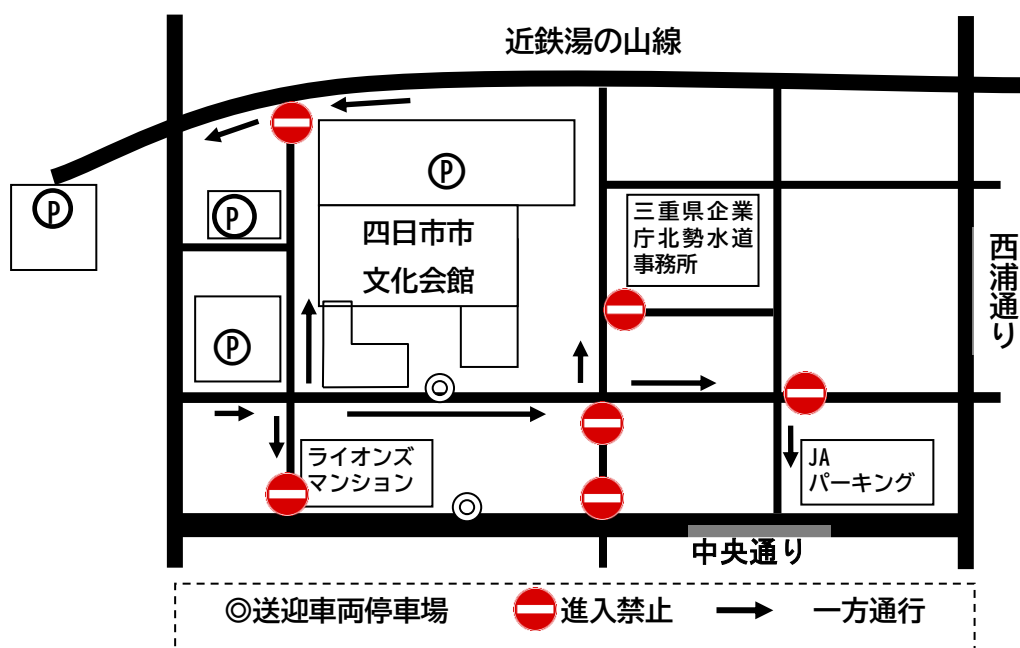 近鉄湯の山線
P
P
P
P
四日市市
文化会館
三重県企業
庁北勢水道
事務所
西浦通り
ライオンズ
マンション
JA
パーキング
中央通り
◎送迎車両停車場
進入禁止
一方通行